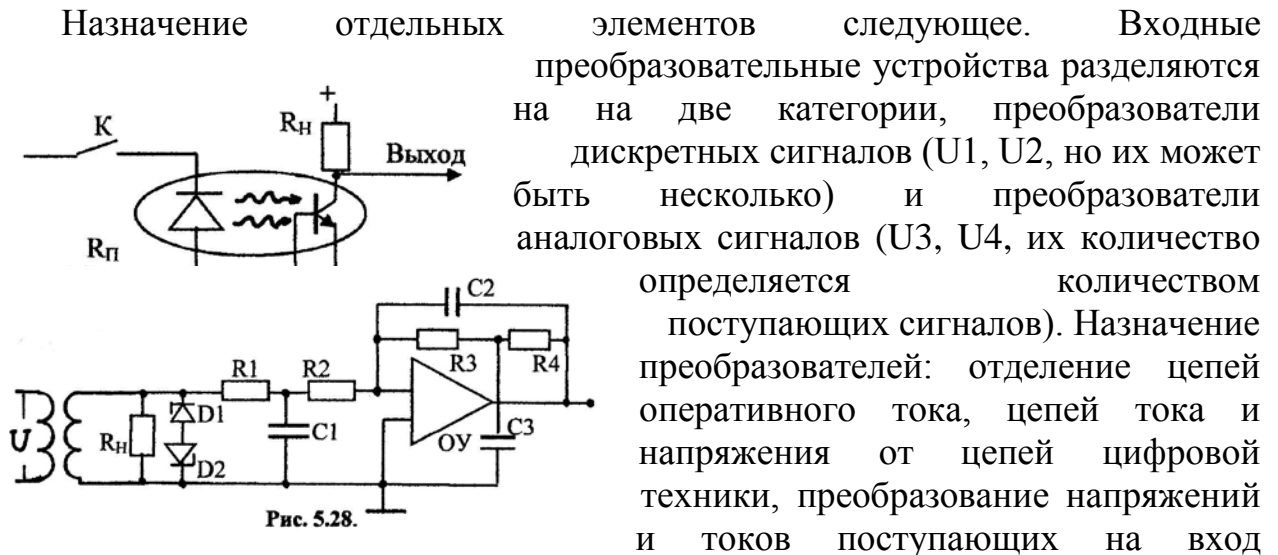 Назначение отдельных элементов следующее. Входные
преобразовательные устройства разделяются
на на две категории, преобразователи
дискретных сигналов (U1, U2, но их может
быть несколько) и преобразователи
аналоговых сигналов (U3, U4, их количество
определяется количеством
поступающих сигналов). Назначение
преобразователей: отделение цепей
оперативного тока, цепей тока и
напряжения от цепей цифровой
техники, преобразование напряжений
и токов поступающих на вход
+
K
RН
Выход
RП
C2
R3
R4
R1
R2
U
RН
D1
D2
C1
ОУ
C3
Рис. 5.28.